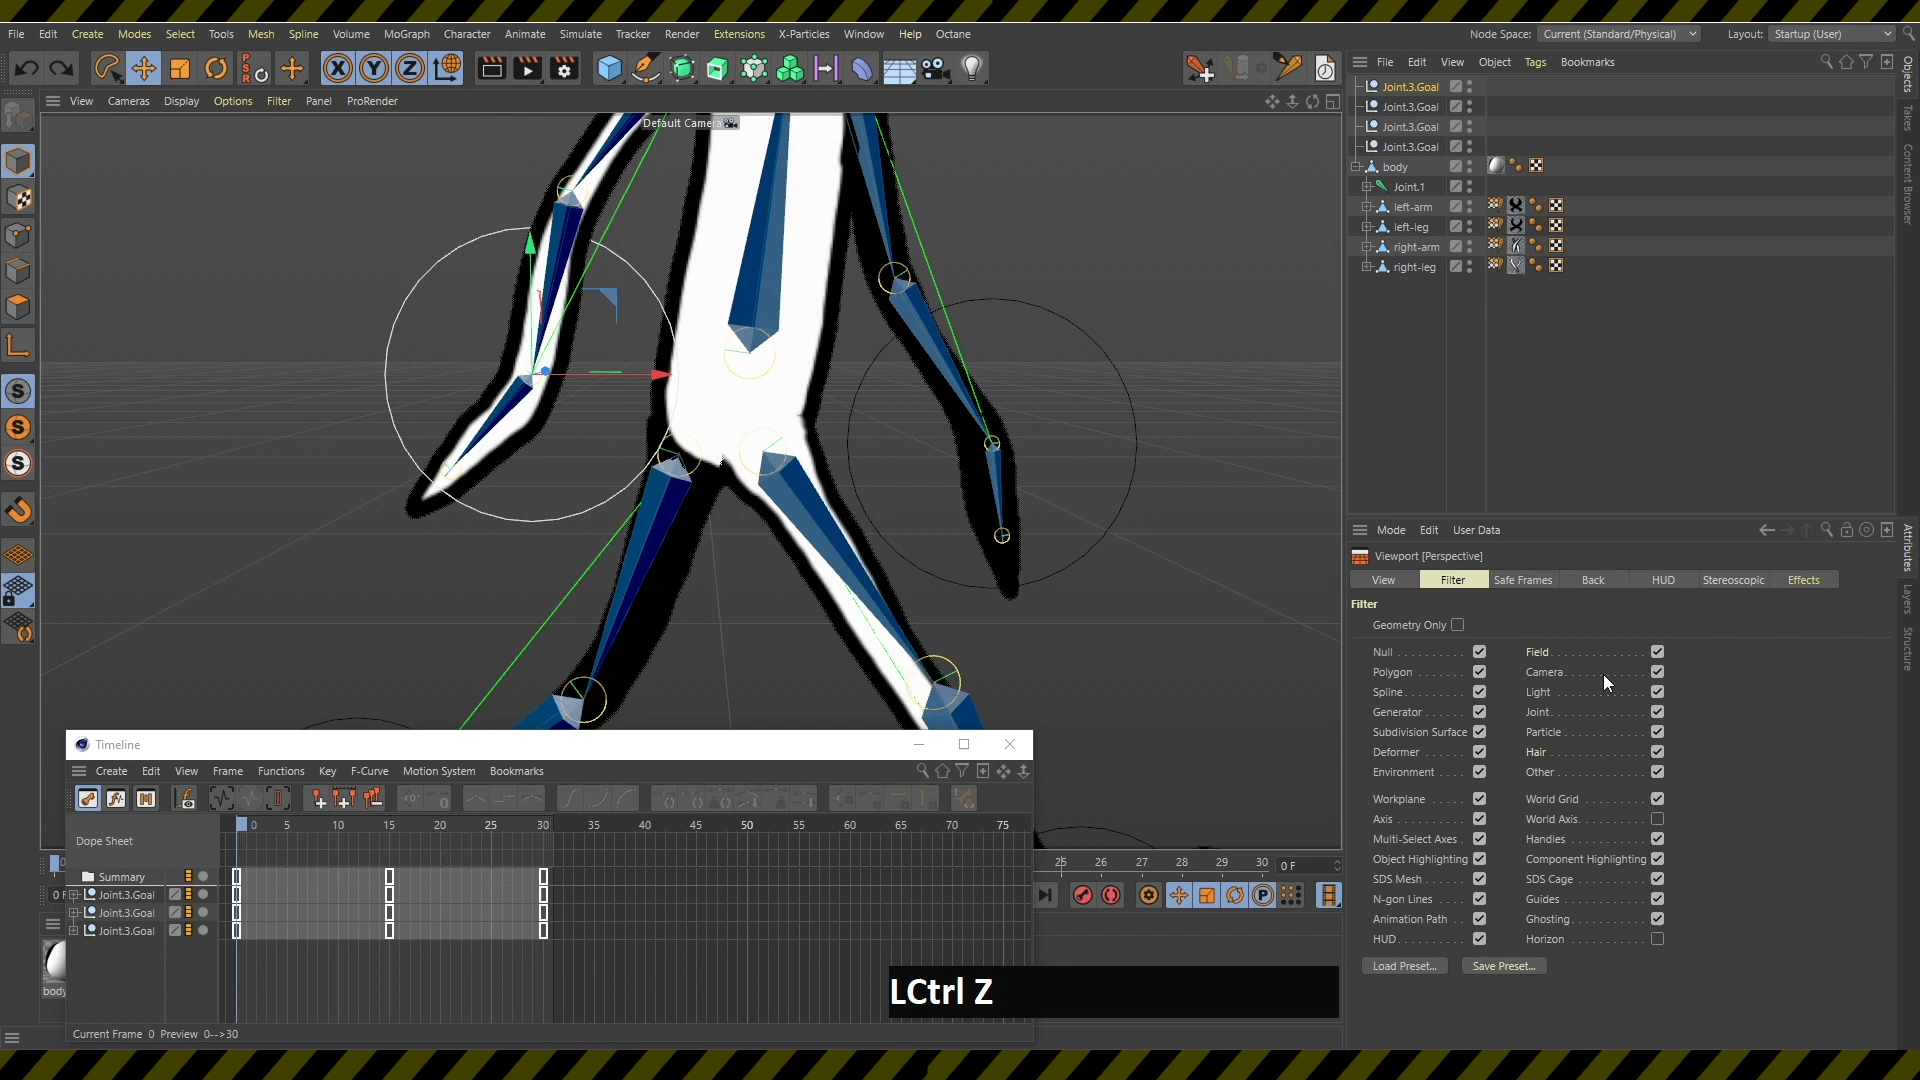 File Edit Create Modes Select Tools Mesh Spline Volume MoGraph Character Animate Simulate Tracker Render Extensions X-Particles Window Help Octane
Node Space: Current (Standard/Physical) Layout: Startup (User)
View Cameras Display Options Filter Panel ProRender
Default Camera
File Edit View Object Tags Bookmarks
Joint.3.Goal
Joint.3.Goal
Joint.3.Goal
Joint.3.Goal
body
Joint.1
left-arm
left-leg
right-arm
right-leg
Objects
Takes
Content Browser
Mode Edit User Data
Viewport [Perspective]
View Filter Safe Frames Back HUD Stereoscopic Effects
Filter
Geometry Only
Null Field
Polygon Camera
Spline Light
Generator Joint
Subdivision Surface Particle
Deformer Hair
Environment Other
Workplane World Grid
Axis World Axis
Multi-Select Axes Handles
Object Highlighting Component Highlighting
SDS Mesh SDS Cage
N-gon Lines Guides
Animation Path Ghosting
HUD Horizon
Load Preset... Save Preset...
Attributes
Layers
Structure
Timeline
Create Edit View Frame Functions Key F-Curve Motion System Bookmarks
0 5 10 15 20 25 30 35 40 45 50 55 60 65 70 75
Dope Sheet
Summary
Joint.3.Goal
Joint.3.Goal
Joint.3.Goal
Current Frame 0 Preview 0-->30
25 26 27 28 29 30 0 F
body
LCtrl Z